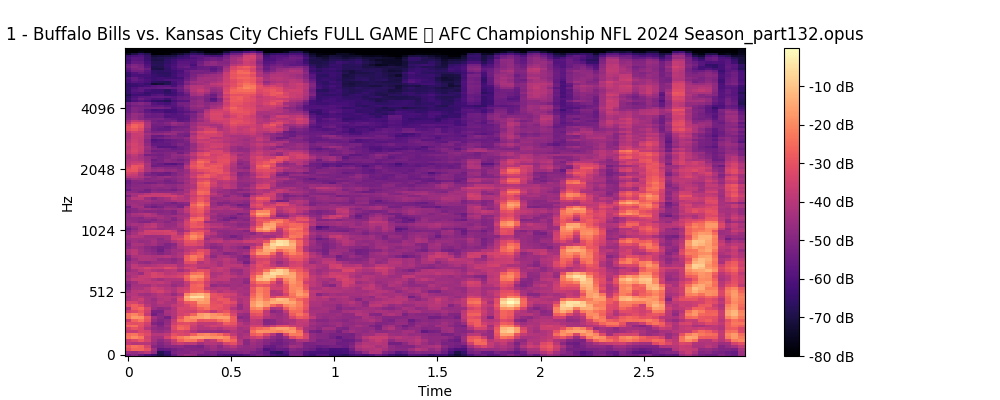 1 - Buffalo Bills vs. Kansas City Chiefs FULL GAME ▯ AFC Championship NFL 2024 Season_part132.opus
4096
2048
1024
512
0
Hz
0
0.5
1
1.5
2
2.5
Time
-10 dB
-20 dB
-30 dB
-40 dB
-50 dB
-60 dB
-70 dB
-80 dB